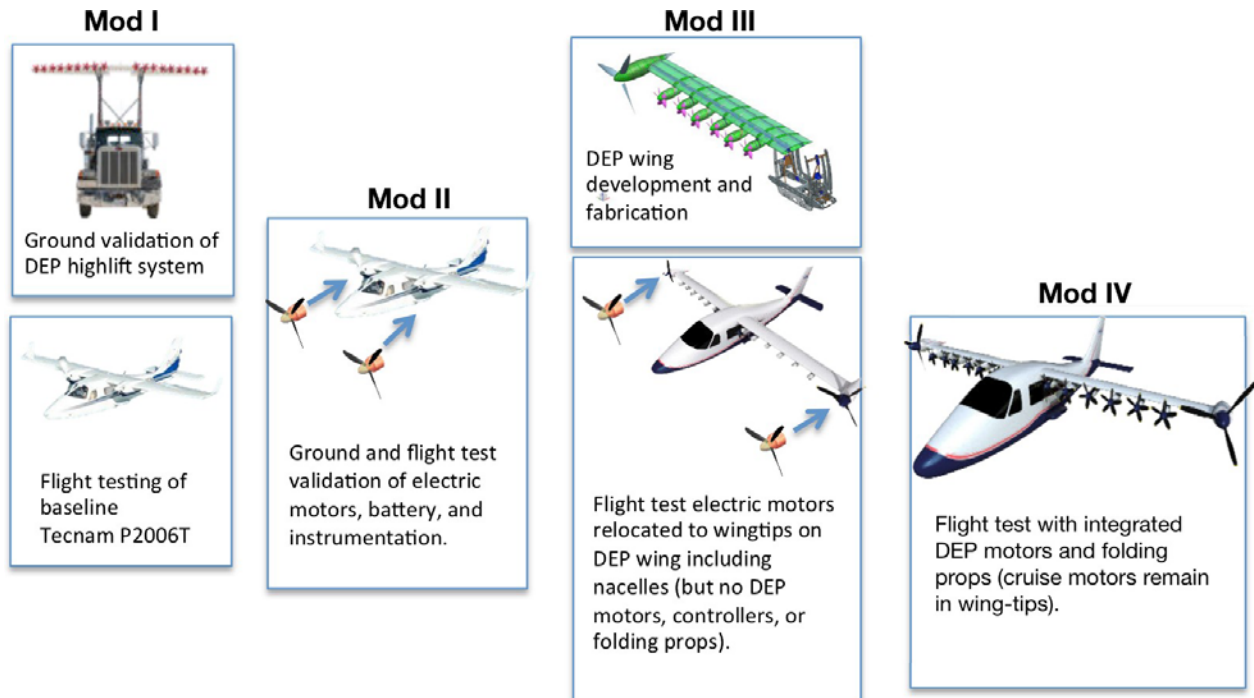 Mod I
Ground validation of
DEP highlift system
Flight testing of
baseline
Tecnam P2006T
Mod II
Ground and flight test
validation of electric
motors, battery, and
instrumentation.
Mod III
DEP wing
development and
fabrication
Flight test electric motors
relocated to wingtips on
DEP wing including
nacelles (but no DEP
motors, controllers, or
folding props).
Mod IV
Flight test with integrated
DEP motors and folding
props (cruise motors remain
in wing-tips).